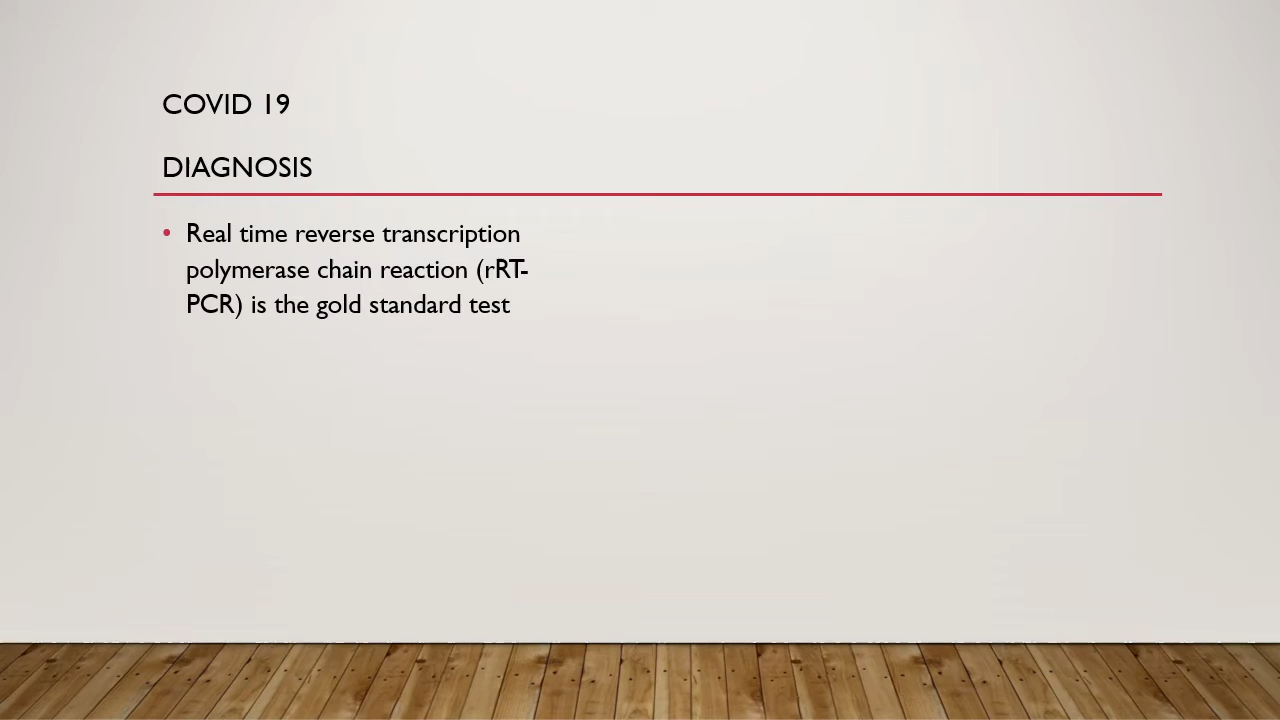 COVID 19
DIAGNOSIS
• Real time reverse transcription
polymerase chain reaction (rRT-
PCR) is the gold standard test